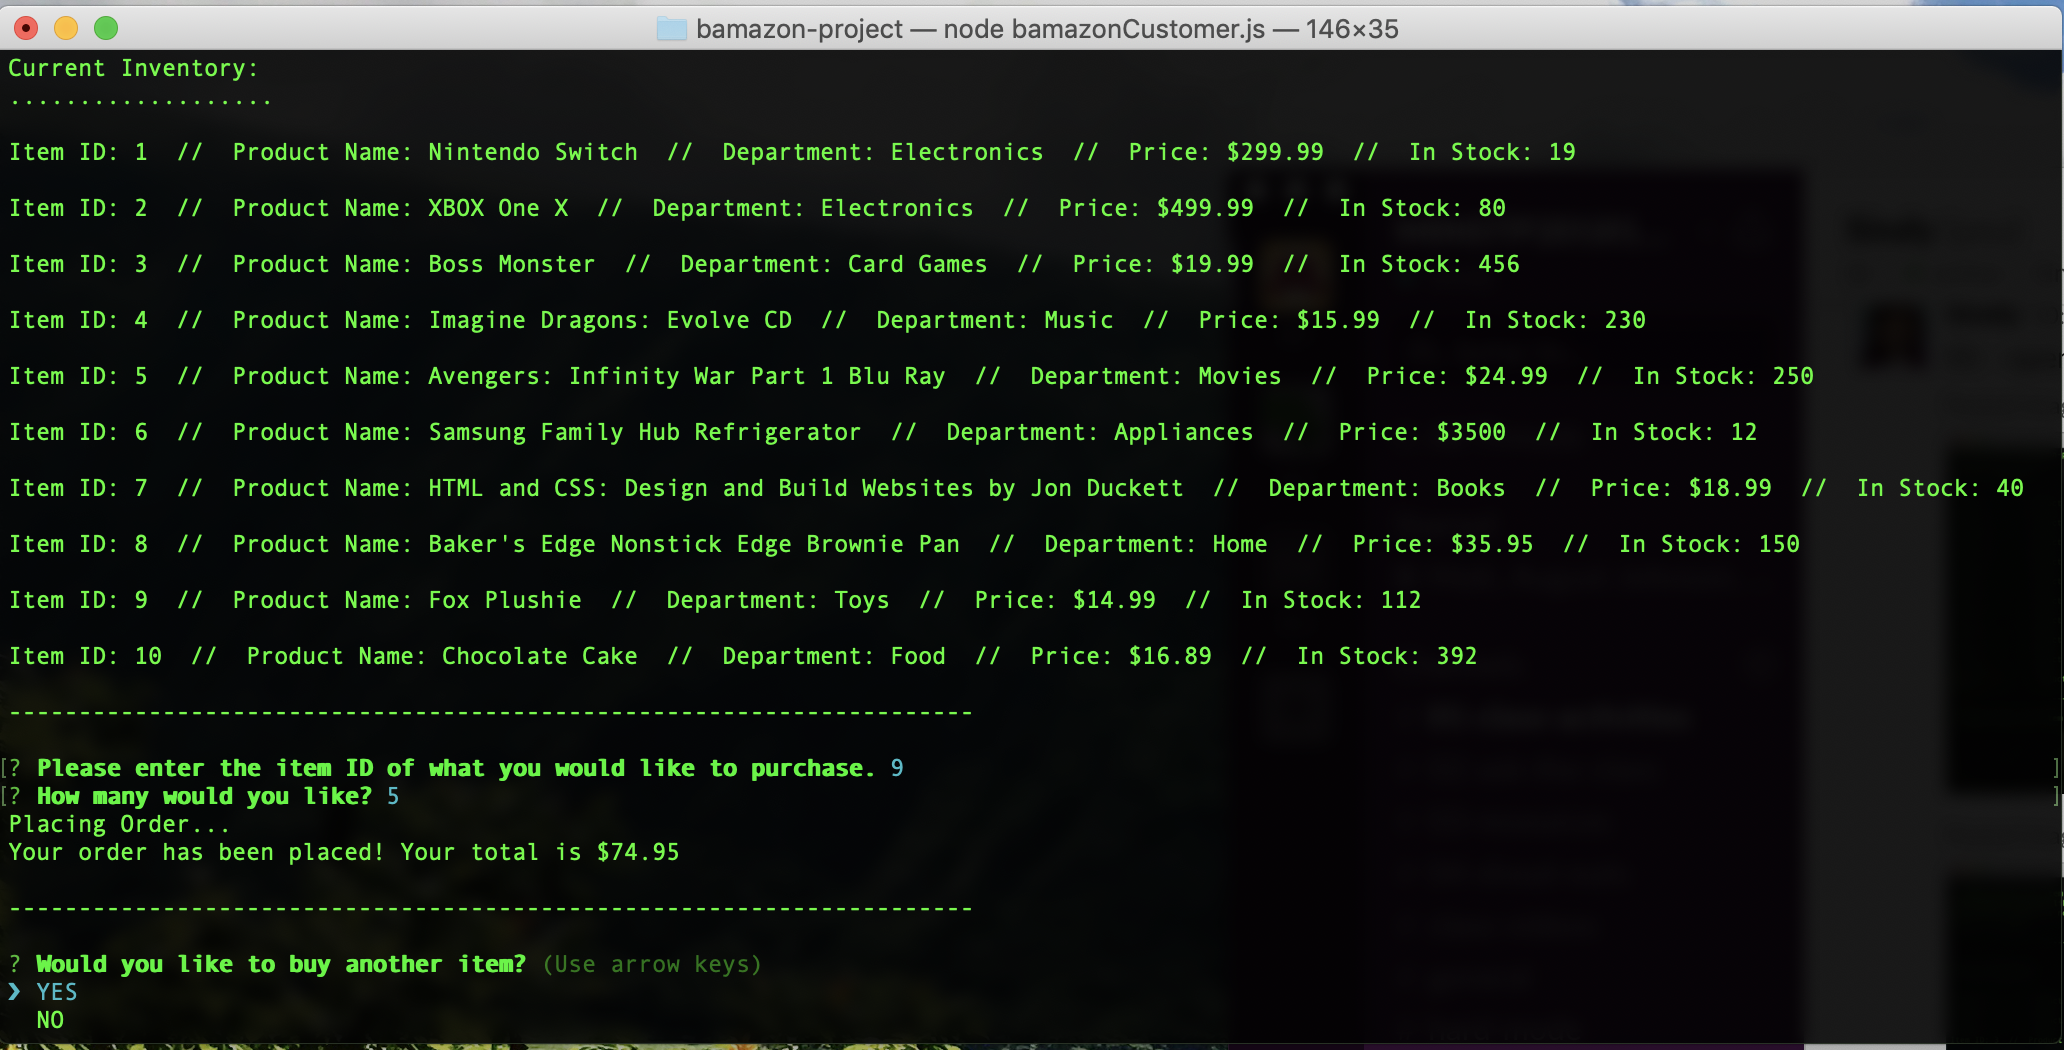 bamazon-project — node bamazonCustomer.js — 146×35
Current Inventory:
...................
Item ID: 1  //  Product Name: Nintendo Switch  //  Department: Electronics  //  Price: $299.99  //  In Stock: 19
Item ID: 2  //  Product Name: XBOX One X  //  Department: Electronics  //  Price: $499.99  //  In Stock: 80
Item ID: 3  //  Product Name: Boss Monster  //  Department: Card Games  //  Price: $19.99  //  In Stock: 456
Item ID: 4  //  Product Name: Imagine Dragons: Evolve CD  //  Department: Music  //  Price: $15.99  //  In Stock: 230
Item ID: 5  //  Product Name: Avengers: Infinity War Part 1 Blu Ray  //  Department: Movies  //  Price: $24.99  //  In Stock: 250
Item ID: 6  //  Product Name: Samsung Family Hub Refrigerator  //  Department: Appliances  //  Price: $3500  //  In Stock: 12
Item ID: 7  //  Product Name: HTML and CSS: Design and Build Websites by Jon Duckett  //  Department: Books  //  Price: $18.99  //  In Stock: 40
Item ID: 8  //  Product Name: Baker's Edge Nonstick Edge Brownie Pan  //  Department: Home  //  Price: $35.95  //  In Stock: 150
Item ID: 9  //  Product Name: Fox Plushie  //  Department: Toys  //  Price: $14.99  //  In Stock: 112
Item ID: 10  //  Product Name: Chocolate Cake  //  Department: Food  //  Price: $16.89  //  In Stock: 392
---------------------------------------------------------------------
[? Please enter the item ID of what you would like to purchase. 9 ]
[? How many would you like? 5 ]
Placing Order...
Your order has been placed! Your total is $74.95
---------------------------------------------------------------------
? Would you like to buy another item? (Use arrow keys)
❯ YES
NO